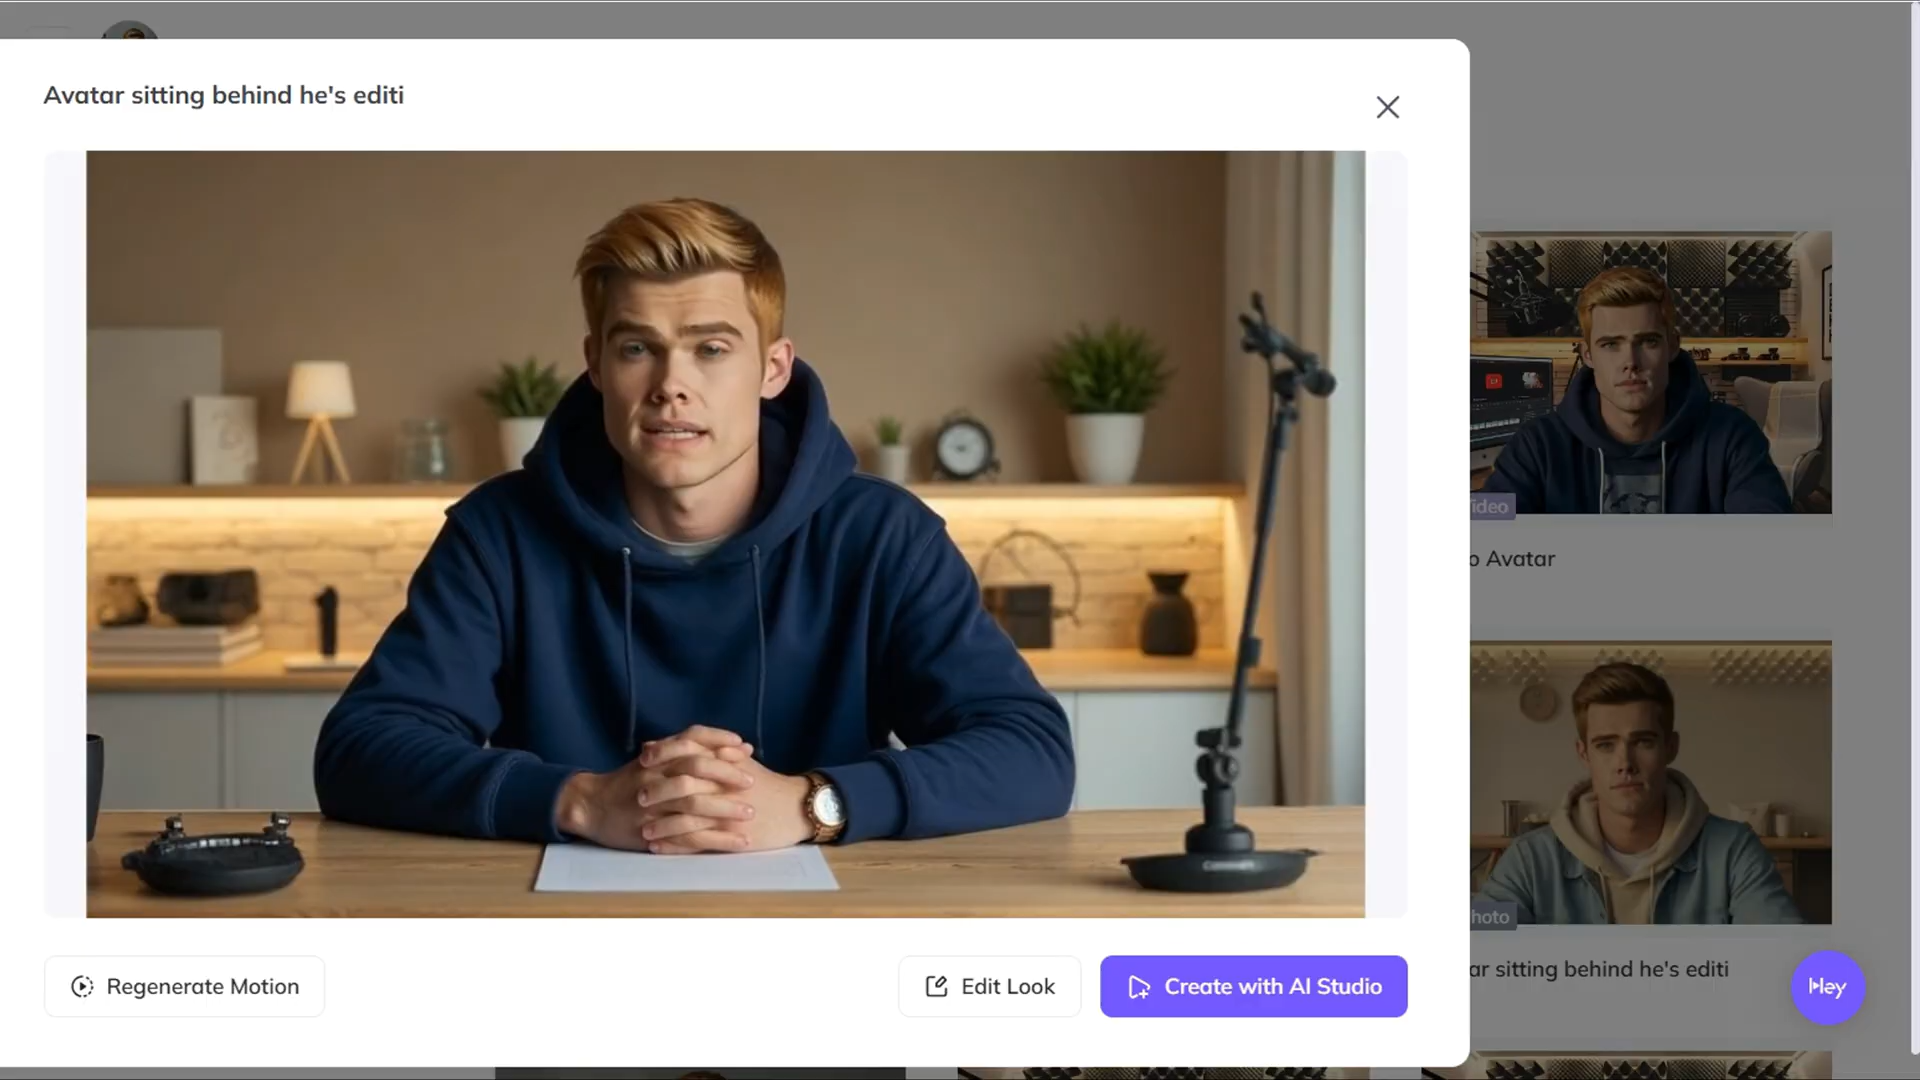 Avatar sitting behind he's editi
ideo
o Avatar
hoto
ar sitting behind he's editi
Regenerate Motion
Edit Look
Create with AI Studio
Hey